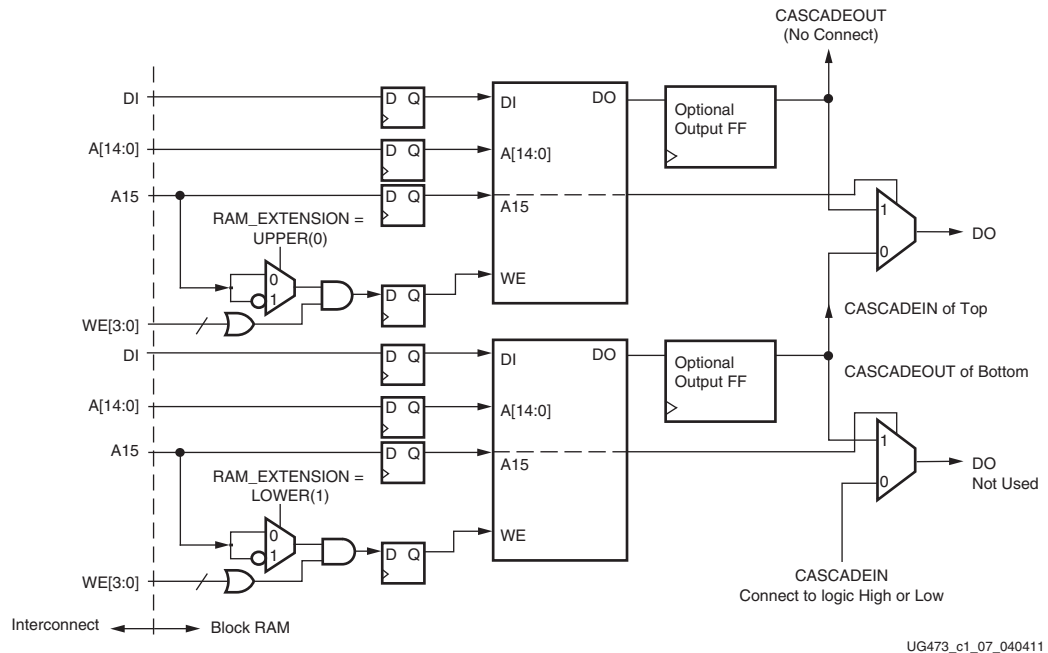 CASCADEOUT
(No Connect)
DI
D Q
DI
DO
Optional
Output FF
A[14:0]
D Q
A[14:0]
A15
D Q
A15
1
RAM_EXTENSION =
UPPER(0)
DO
0
0
1
D Q
WE
CASCADEIN of Top
WE[3:0]
DI
D Q
DI
DO
Optional
Output FF
CASCADEOUT of Bottom
A[14:0]
D Q
A[14:0]
A15
D Q
A15
1
RAM_EXTENSION =
LOWER(1)
DO
Not Used
0
0
1
D Q
WE
WE[3:0]
CASCADEIN
Connect to logic High or Low
Interconnect
Block RAM
UG473_c1_07_040411